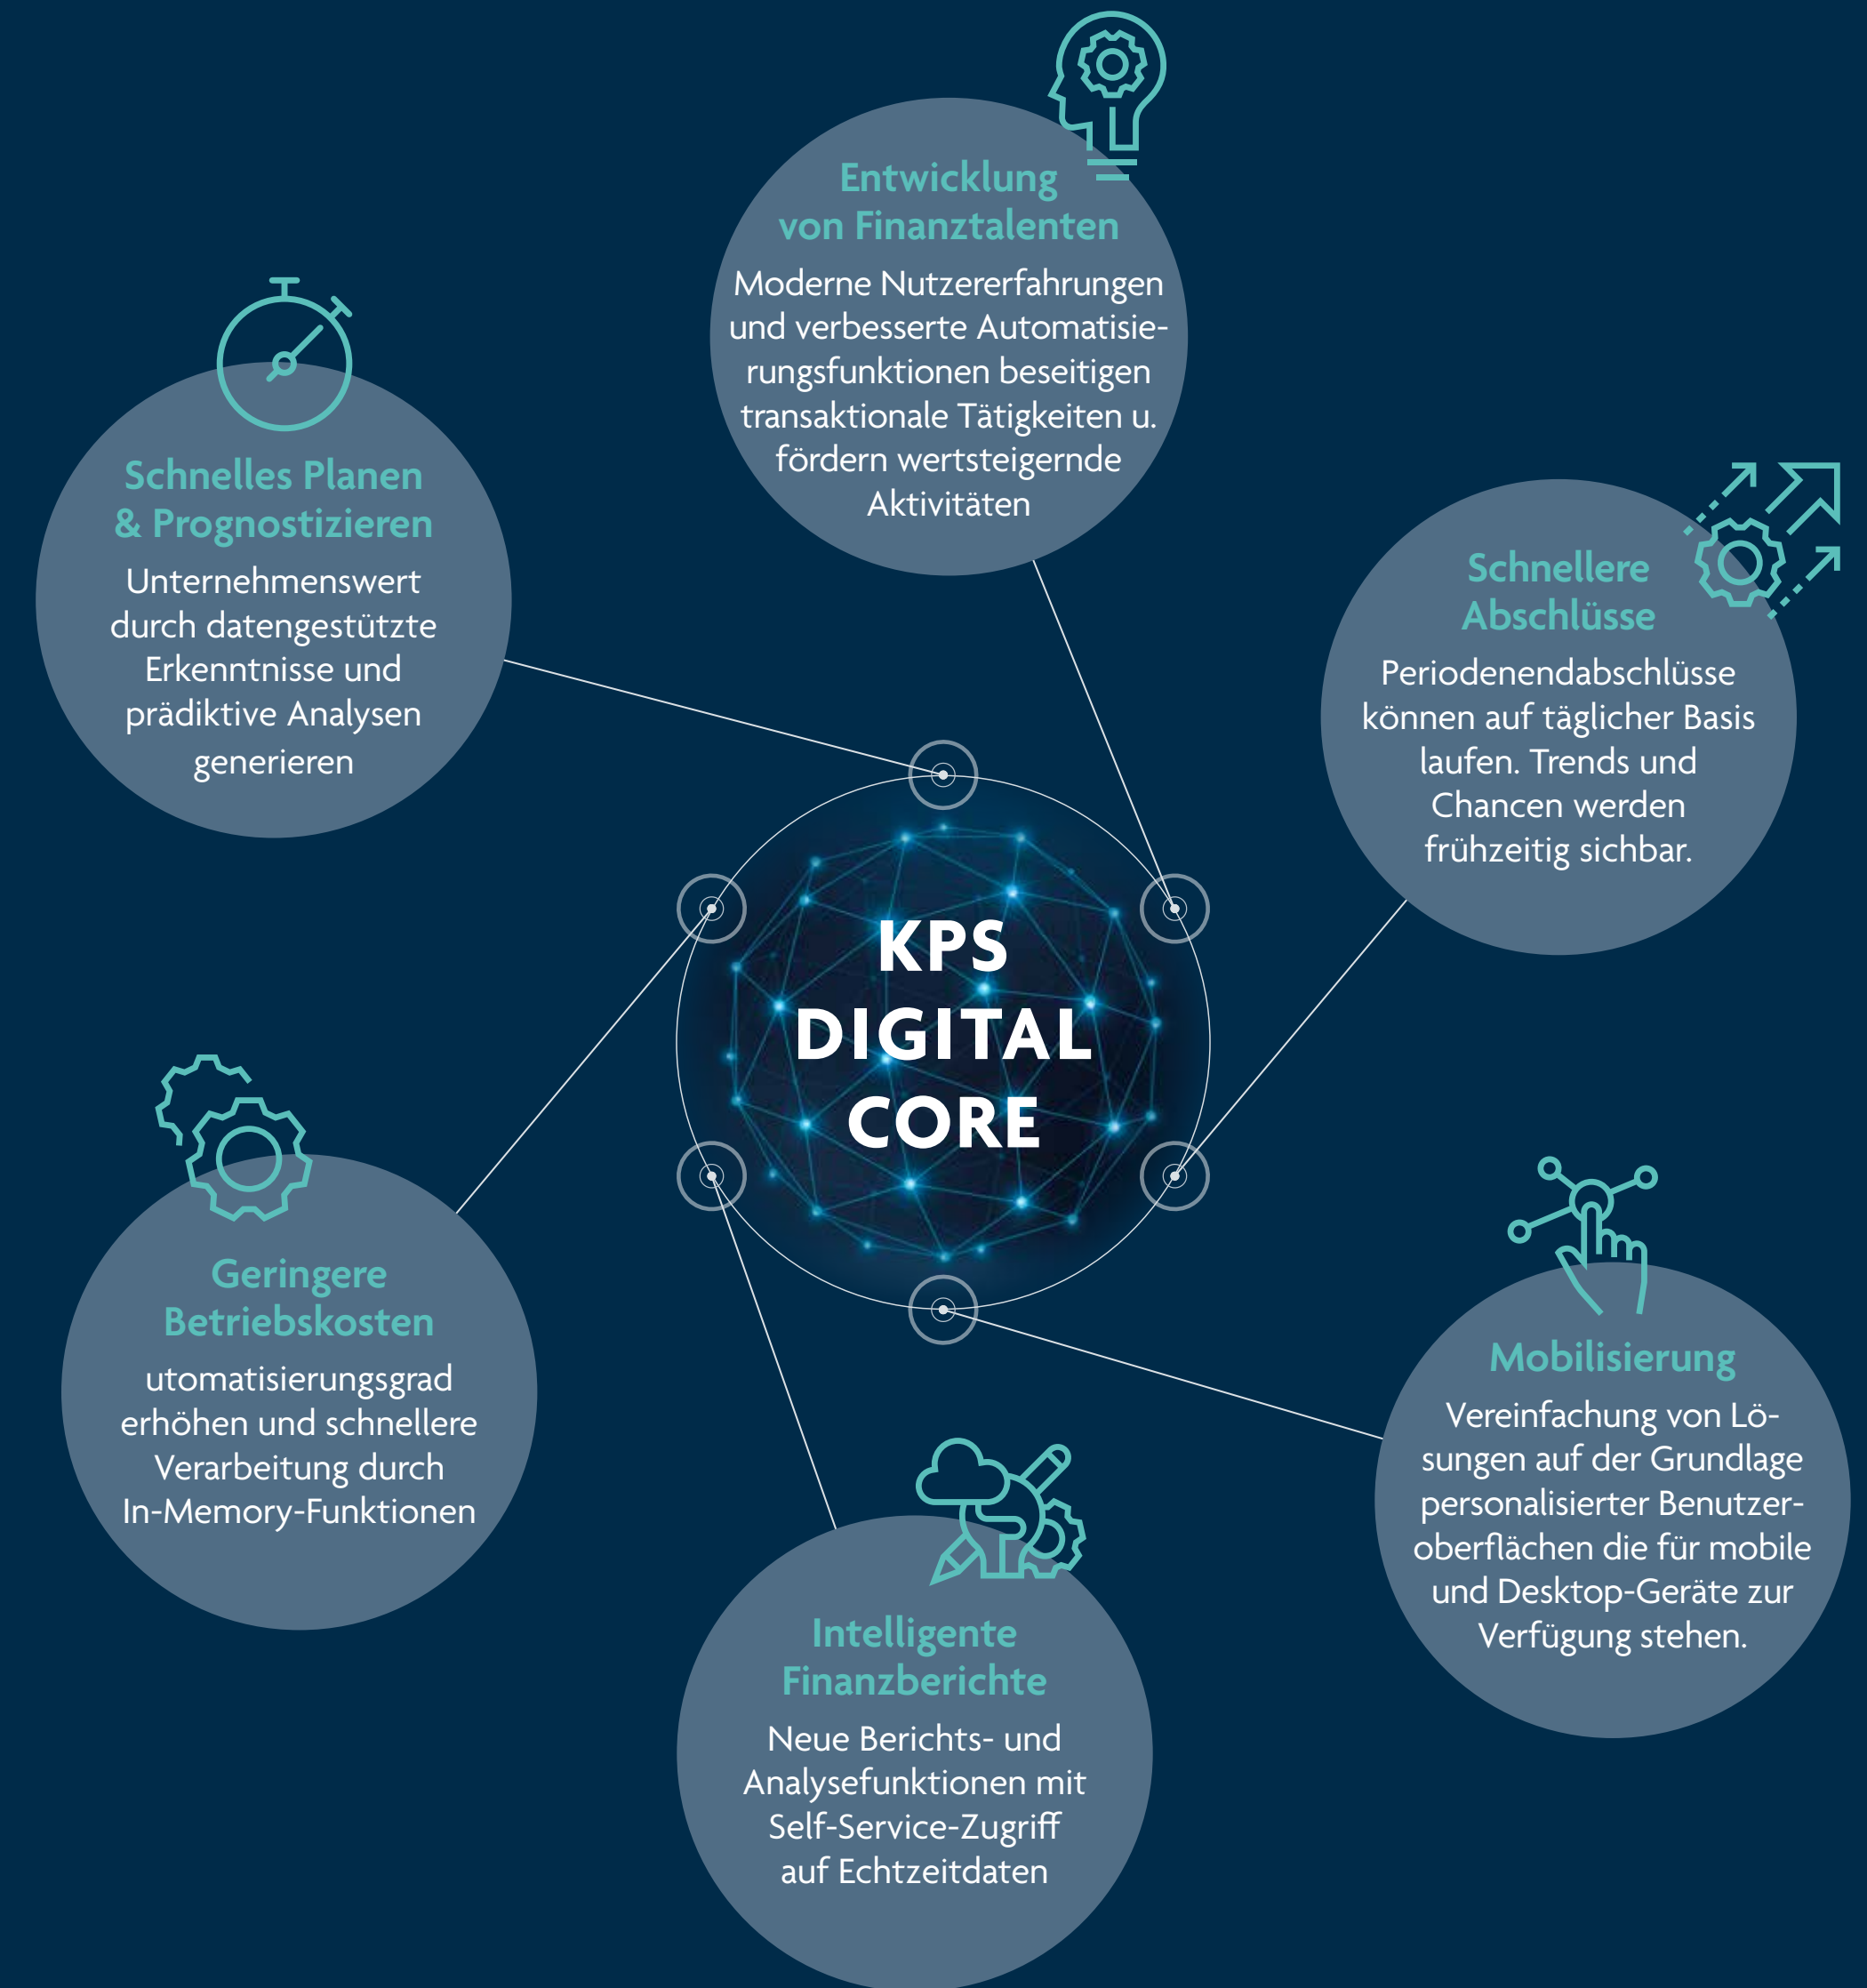 Entwicklung
von Finanztalenten
Moderne Nutzererfahrungen
und verbesserte Automatisie-
rungsfunktionen beseitigen
transaktionale Tätigkeiten u.
fördern wertsteigernde
Aktivitäten
Schnelles Planen
& Prognostizieren
Unternehmenswert
durch datengestützte
Erkenntnisse und
prädiktive Analysen
generieren
Schnellere
Abschlüsse
Periodenendabschlüsse
können auf täglicher Basis
laufen. Trends und
Chancen werden
frühzeitig sichbar.
KPS
DIGITAL
CORE
Geringere
Betriebskosten
utomatisierungsgrad
erhöhen und schnellere
Verarbeitung durch
In-Memory-Funktionen
Mobilisierung
Vereinfachung von Lö-
sungen auf der Grundlage
personalisierter Benutzer-
oberflächen die für mobile
und Desktop-Geräte zur
Verfügung stehen.
Intelligente
Finanzberichte
Neue Berichts- und
Analysefunktionen mit
Self-Service-Zugriff
auf Echtzeitdaten